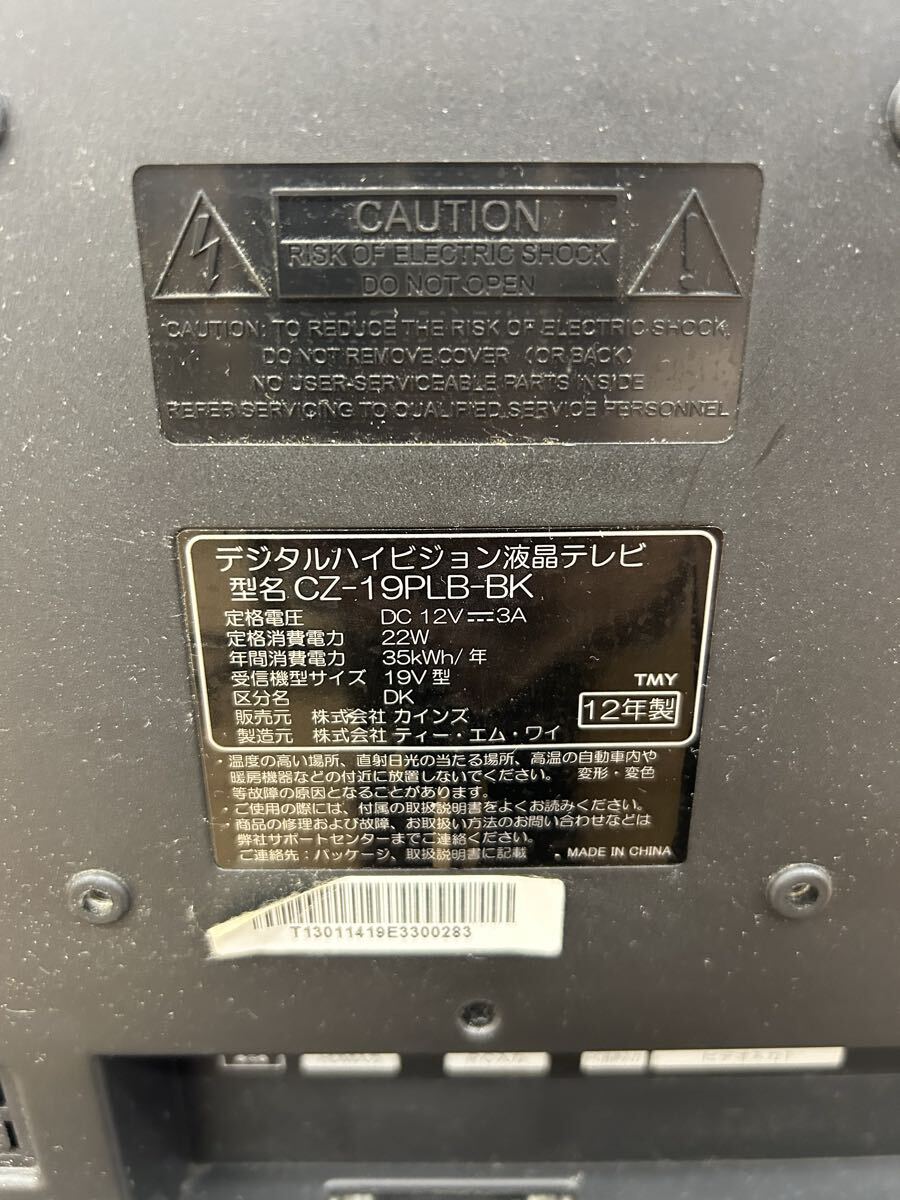 CAUTION
RISK OF ELECTRIC SHOCK
DO NOT OPEN
CAUTION: TO REDUCE THE RISK OF ELECTRIC SHOCK,
DO NOT REMOVE COVER (OR BACK)
NO USER-SERVICEABLE PARTS INSIDE
REFER SERVICING TO QUALIFIED SERVICE PERSONNEL
デジタルハイビジョン液晶テレビ
型名 CZ-19PLB-BK
定格電圧 DC 12V⎓3A
定格消費電力 22W
年間消費電力 35kWh/年
受信機型サイズ 19V型
区分名 DK
販売元 株式会社 カインズ
製造元 株式会社 ティー・エム・ワイ
TMY
12年製
・温度の高い場所、直射日光の当たる場所、高温の自動車内や
暖房機器などの付近に放置しないでください。 変形・変色
等故障の原因となることがあります。
・ご使用の際には、付属の取扱説明書をよくお読みください。
・商品の修理および故障、お取扱い方法のお問い合わせなどは
弊社サポートセンターまでご連絡ください。
ご連絡先：パッケージ、取扱説明書に記載 MADE IN CHINA
T13011419E3300283